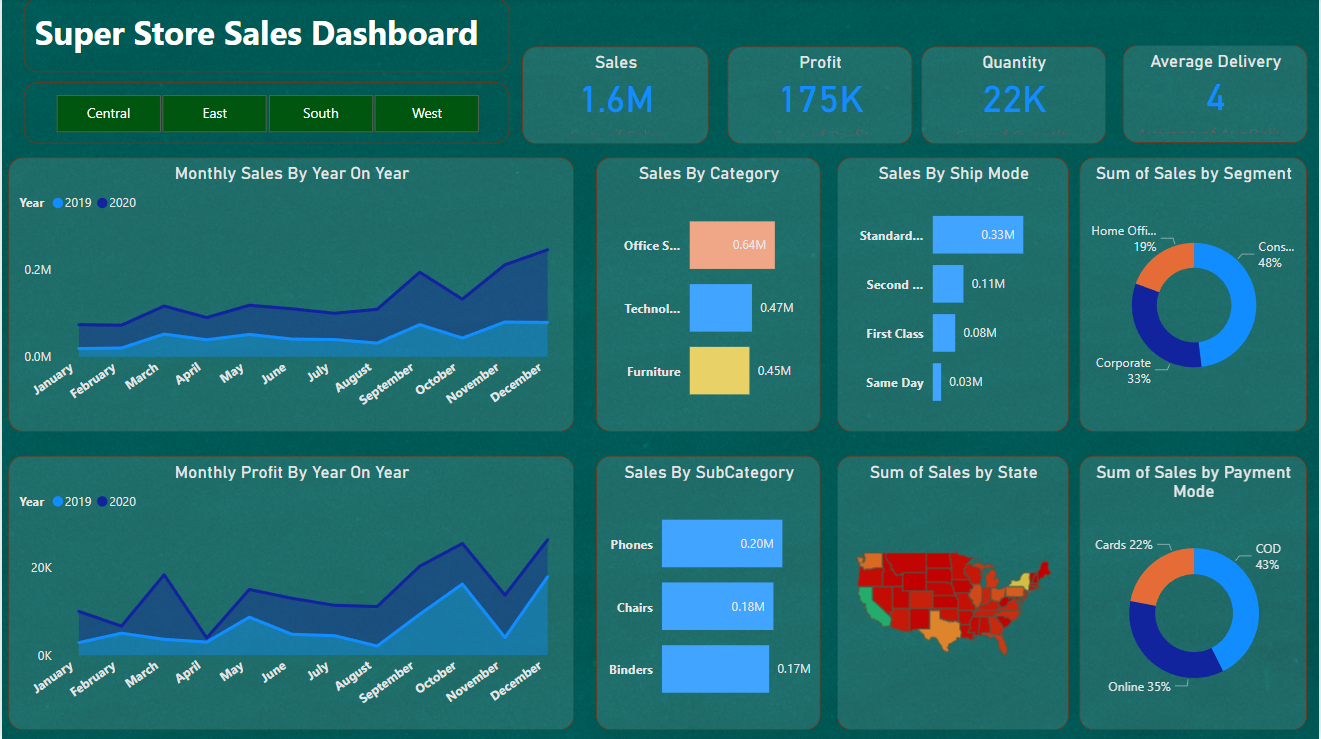 Super Store Sales Dashboard
Central
East
South
West
Sales
1.6M
Profit
175K
Quantity
22K
Average Delivery
4
Monthly Sales By Year On Year
Year 2019 2020
0.2M
0.0M
January
February
March
April
May
June
July
August
September
October
November
December
Sales By Category
Office S...
0.64M
Technol...
0.47M
Furniture
0.45M
Sales By Ship Mode
Standard...
0.33M
Second ...
0.11M
First Class
0.08M
Same Day
0.03M
Sum of Sales by Segment
Home Offi...
19%
Cons...
48%
Corporate
33%
Monthly Profit By Year On Year
Year 2019 2020
20K
0K
January
February
March
April
May
June
July
August
September
October
November
December
Sales By SubCategory
Phones
0.20M
Chairs
0.18M
Binders
0.17M
Sum of Sales by State
Sum of Sales by Payment
Mode
Cards 22%
COD
43%
Online 35%